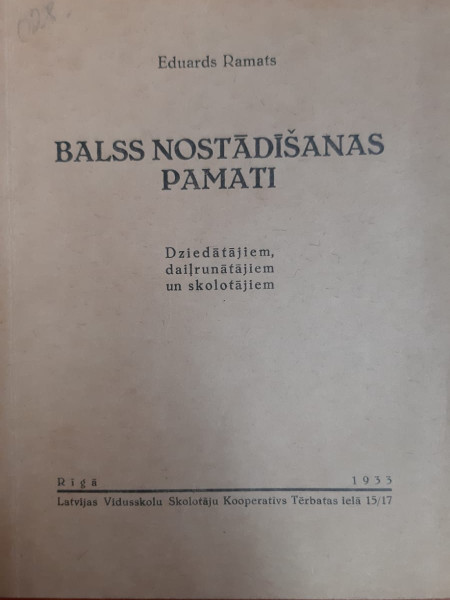 Eduards Ramats
BALSS NOSTĀDĪŠANAS
PAMATI
Dziedātājiem,
daiļrunātājiem
un skolotājiem
Rīgā 1933
Latvijas Vidusskolu Skolotāju Kooperatīvs Tērbatas ielā 15/17